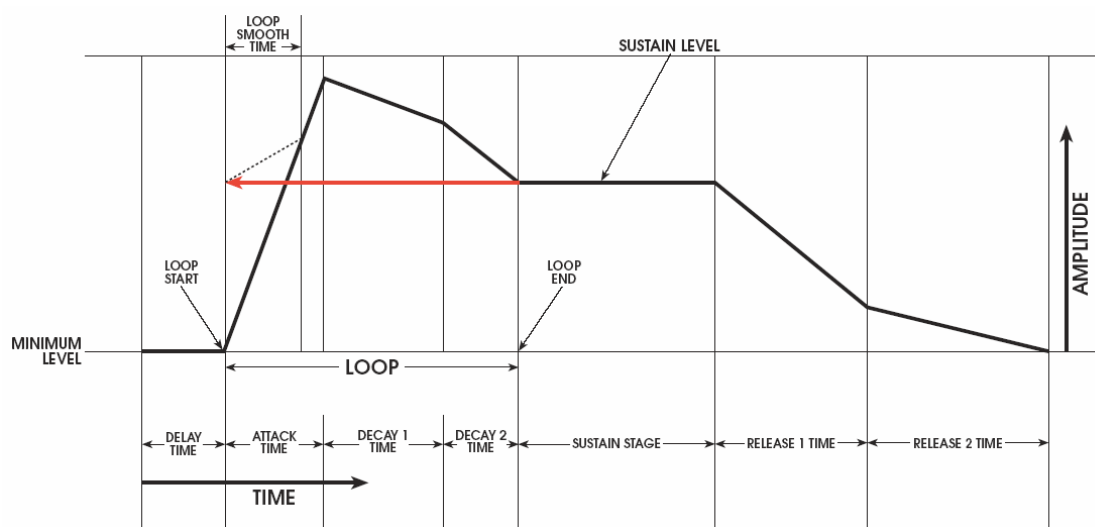 LOOP
SMOOTH
TIME
SUSTAIN LEVEL
AMPLITUDE
LOOP
START
LOOP
END
MINIMUM
LEVEL
LOOP
DELAY
TIME
ATTACK
TIME
DECAY 1
TIME
DECAY 2
TIME
SUSTAIN STAGE
RELEASE 1 TIME
RELEASE 2 TIME
TIME